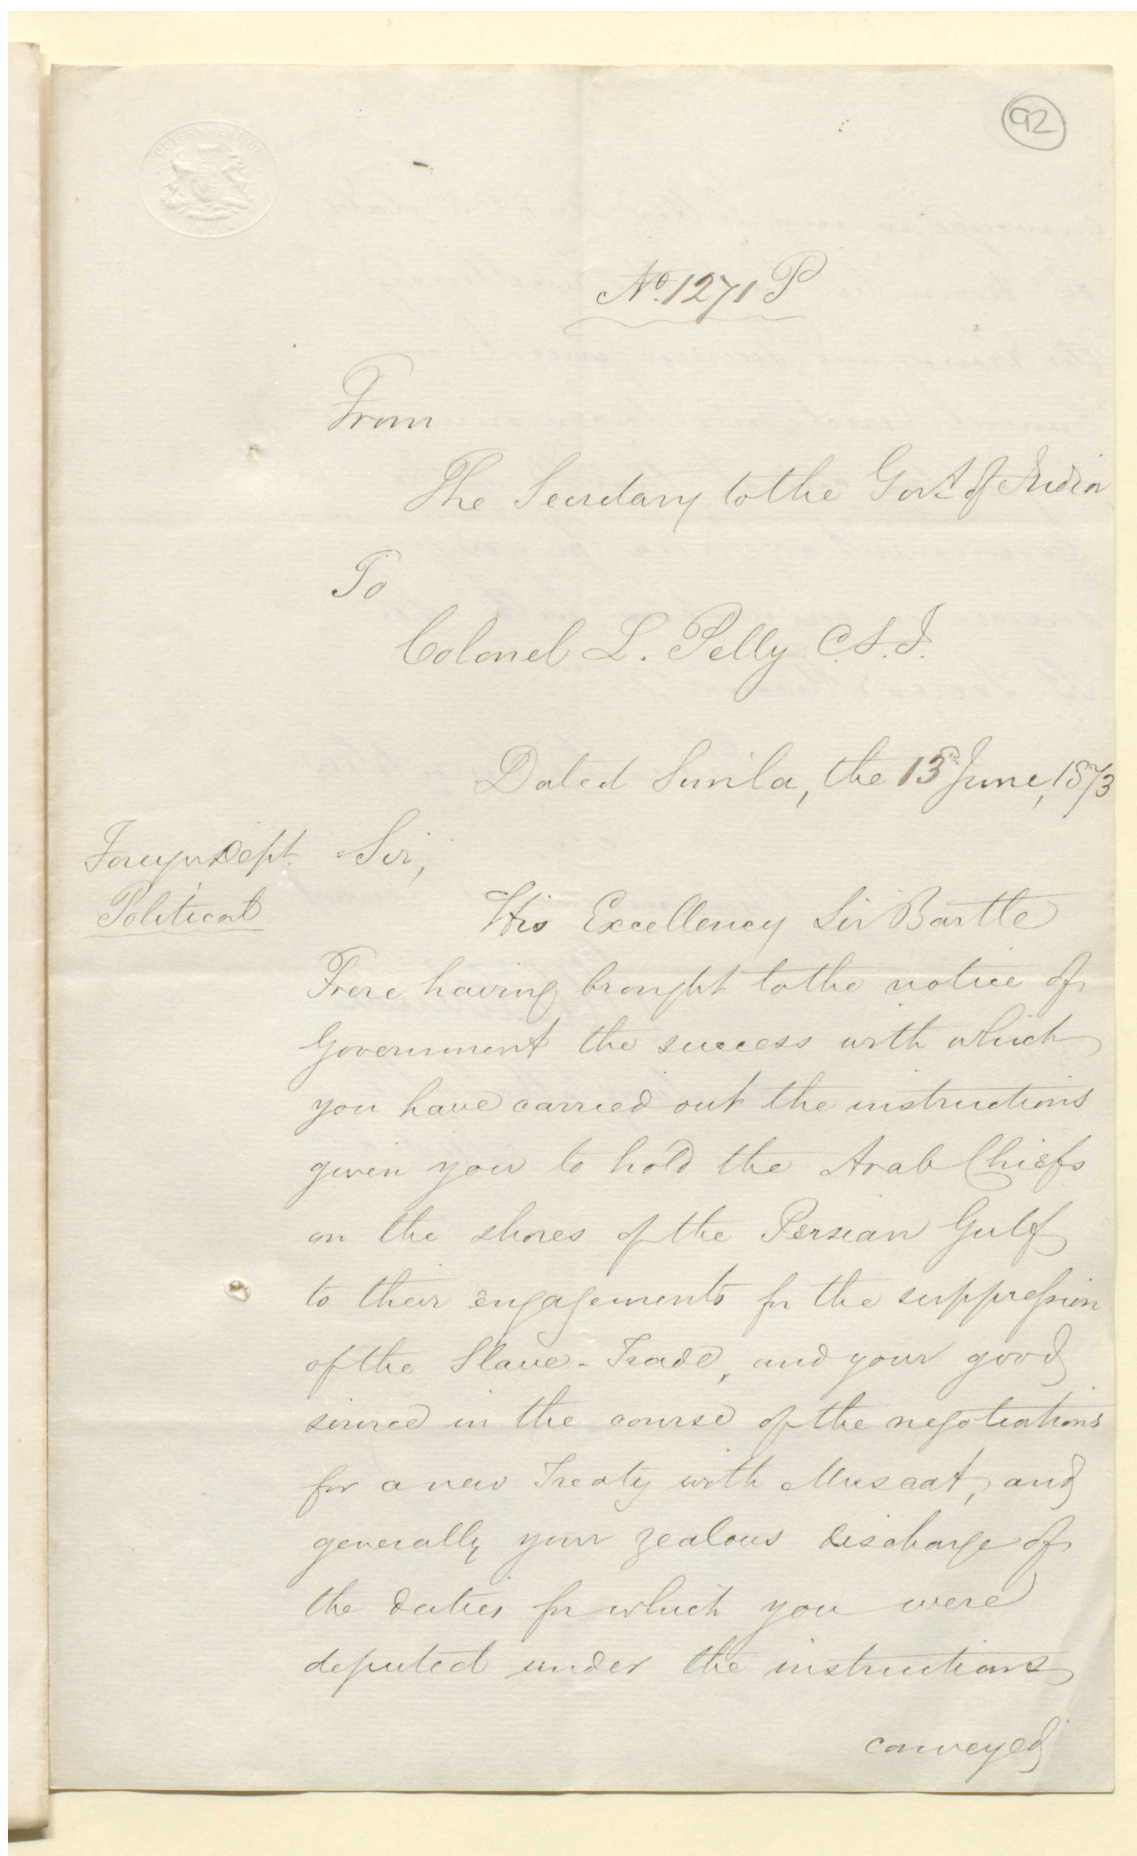 92
GOVERNMENT OF
INDIA
No. 1271 P
From
The Secretary to the Govt. of India
To
Colonel L. Pelly C.S.I.
Dated Simla, the 13th June, 1873
Foreign Dept. Sir,
Political
His Excellency Sir Bartle
Frere having brought to the notice of
Government the success with which
you have carried out the instructions
given you to hold the Arab Chiefs
on the shores of the Persian Gulf
to their engagements for the suppression
of the Slave-Trade, and your good
service in the course of the negotiations
for a new Treaty with Muscat, and
generally your zealous discharge of
the duties for which you were
deputed under the instructions
conveyed